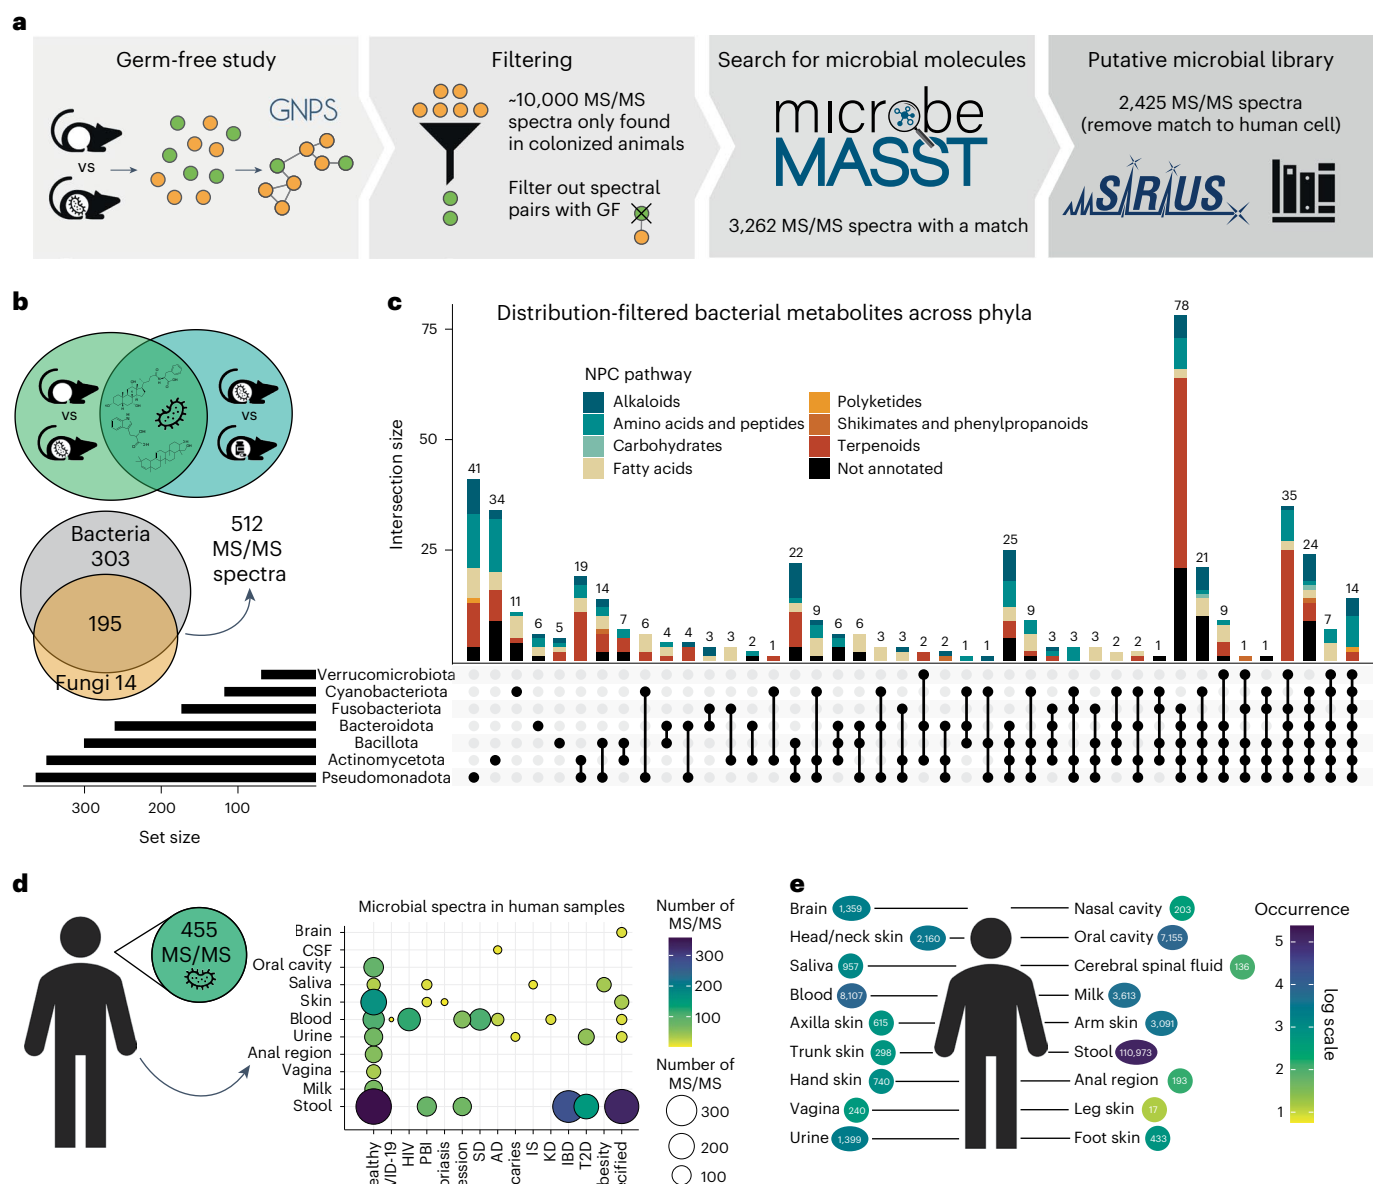 a
Germ-free study
vs
GNPS
Filtering
~10,000 MS/MS
spectra only found
in colonized animals
Filter out spectral
pairs with GF
Search for microbial molecules
microbe
MASST
3,262 MS/MS spectra with a match
Putative microbial library
2,425 MS/MS spectra
(remove match to human cell)
SIRIUS
b
vs
vs
Bacteria
303
195
Fungi 14
512
MS/MS
spectra
c
Distribution-filtered bacterial metabolites across phyla
Intersection size
75
50
25
NPC pathway
Alkaloids
Amino acids and peptides
Carbohydrates
Fatty acids
Polyketides
Shikimates and phenylpropanoids
Terpenoids
Not annotated
41
34
11
6
5
19
14
7
6
4
4
3
3
2
1
22
9
6
6
3
3
2
2
1
1
25
9
3
3
3
2
2
1
78
21
9
1
1
35
24
7
14
Verrucomicrobiota
Cyanobacteriota
Fusobacteriota
Bacteroidota
Bacillota
Actinomycetota
Pseudomonadota
300
200
100
Set size
d
455
MS/MS
Microbial spectra in human samples
Brain
CSF
Oral cavity
Saliva
Skin
Blood
Urine
Anal region
Vagina
Milk
Stool
ealthy
VID-19
HIV
PBI
oriasis
ession
SD
AD
caries
IS
KD
IBD
T2D
besity
cified
Number of
MS/MS
300
200
100
Number of
MS/MS
300
200
100
e
Brain 1,359
Head/neck skin 2,160
Saliva 957
Blood 8,107
Axilla skin 615
Trunk skin 298
Hand skin 740
Vagina 240
Urine 1,399
Nasal cavity 203
Oral cavity 7,155
Cerebral spinal fluid 136
Milk 3,613
Arm skin 3,091
Stool 110,973
Anal region 193
Leg skin 17
Foot skin 433
Occurrence
5
4
3
2
1
log scale